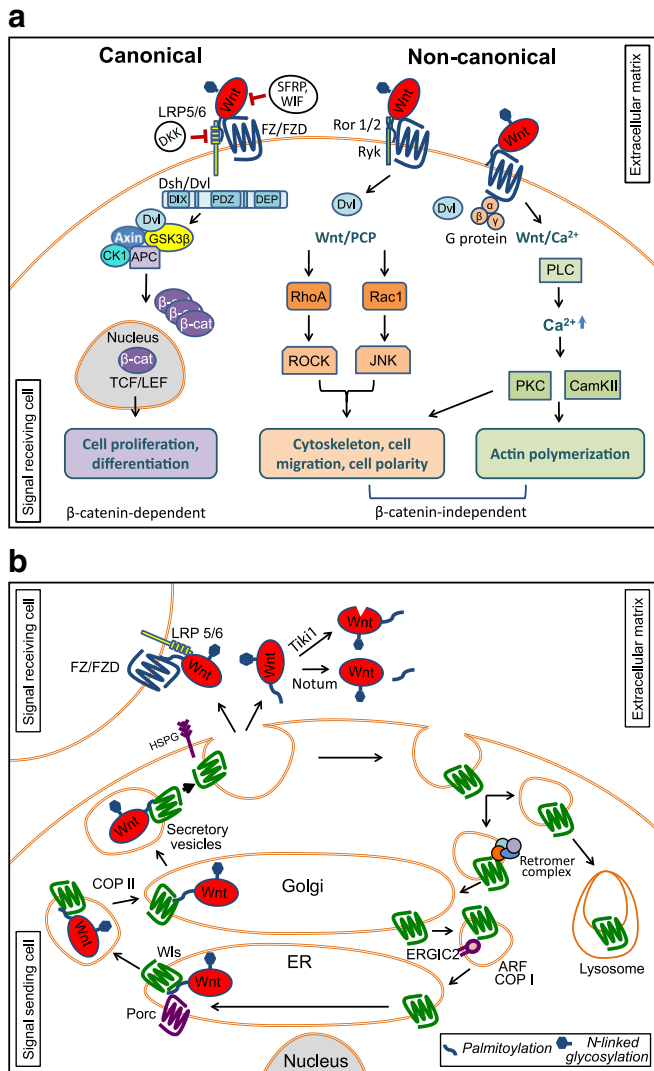 a
Canonical
Non-canonical
Extracellular matrix
Wnt
SFRP,
WIF
LRP5/6
DKK
FZ/FZD
Ror 1/2
Ryk
Wnt
Wnt
Dsh/Dvl
DIX
PDZ
DEP
Dvl
Axin
GSK3β
CK1
APC
β-cat
β-cat
β-cat
Nucleus
β-cat
TCF/LEF
Cell proliferation,
differentiation
β-catenin-dependent
Dvl
Wnt/PCP
RhoA
Rac1
ROCK
JNK
Cytoskeleton, cell
migration, cell polarity
Dvl
α
β
γ
G protein
Wnt/Ca²⁺
PLC
Ca²⁺
PKC
CamKII
Actin polymerization
β-catenin-independent
Signal receiving cell
b
Signal receiving cell
Extracellular matrix
LRP 5/6
FZ/FZD
Wnt
Wnt
Tiki1
Notum
Wnt
Wnt
HSPG
Wnt
Secretory
vesicles
COP II
Wnt
Golgi
Wnt
Retromer
complex
Lysosome
ERGIC2
ARF
COP I
Wls
ER
Wnt
Porc
Signal sending cell
Nucleus
Palmitoylation
N-linked
glycosylation